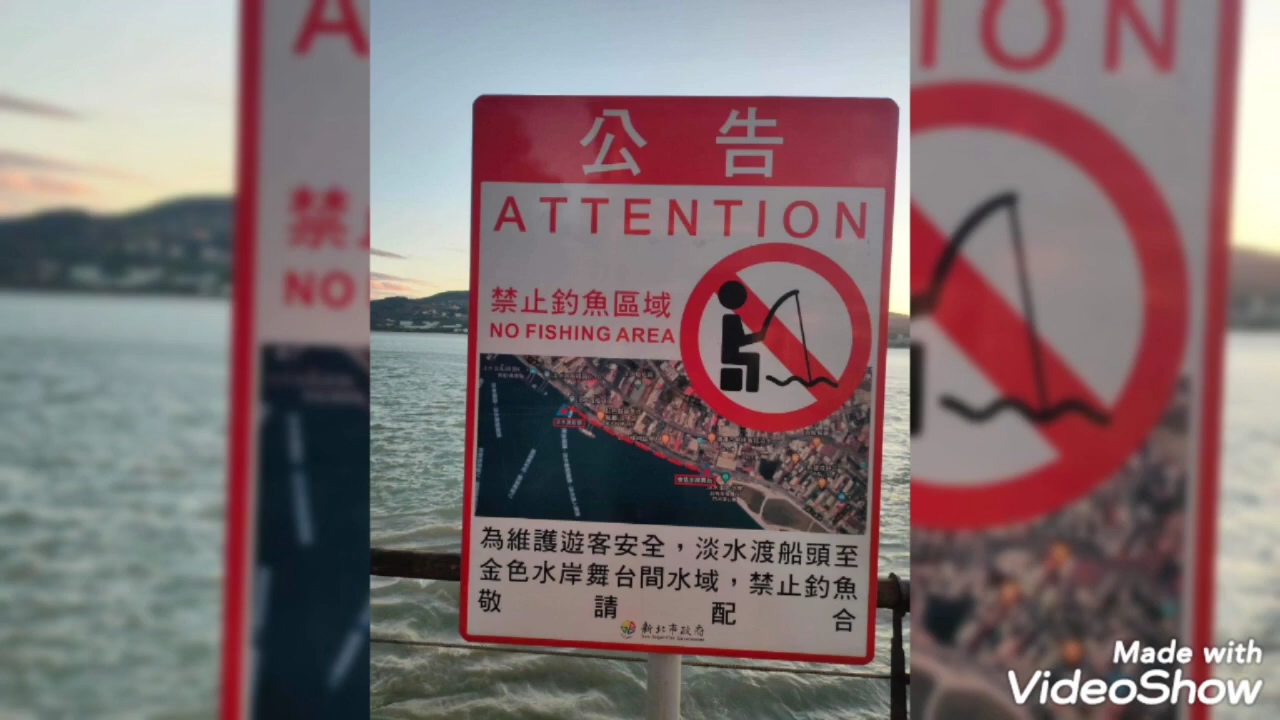 公告
ATTENTION
禁止釣魚區域
NO FISHING AREA
為維護遊客安全，淡水渡船頭至
金色水岸舞台間水域，禁止釣魚
敬請配合
新北市政府
Made with
VideoShow